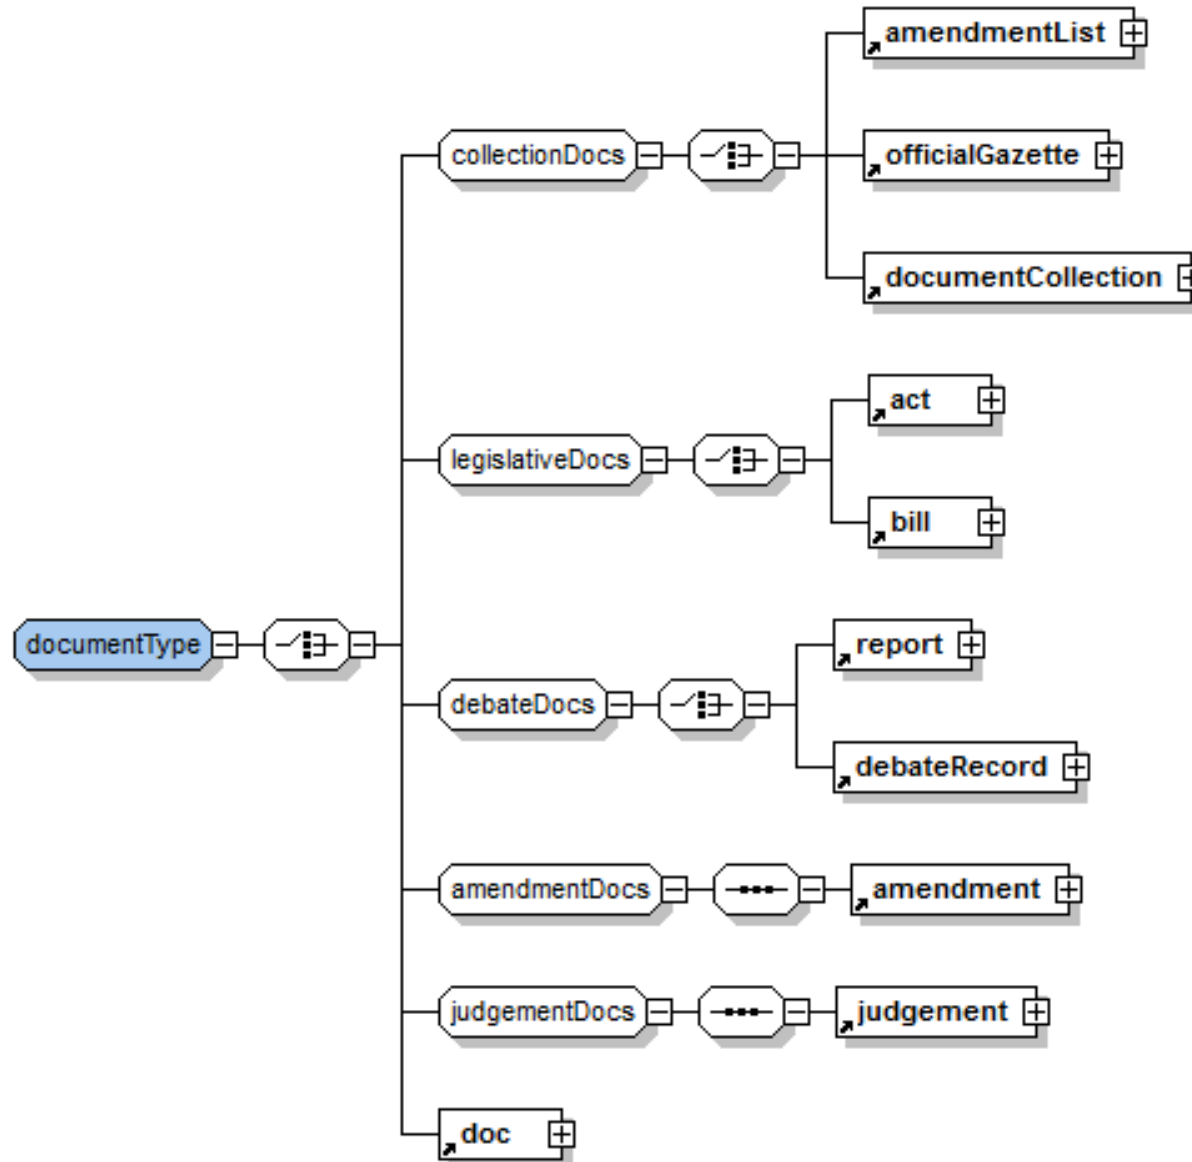 amendmentList
collectionDocs
officialGazette
documentCollection
act
legislativeDocs
bill
documentType
report
debateDocs
debateRecord
amendmentDocs
amendment
judgementDocs
judgement
doc